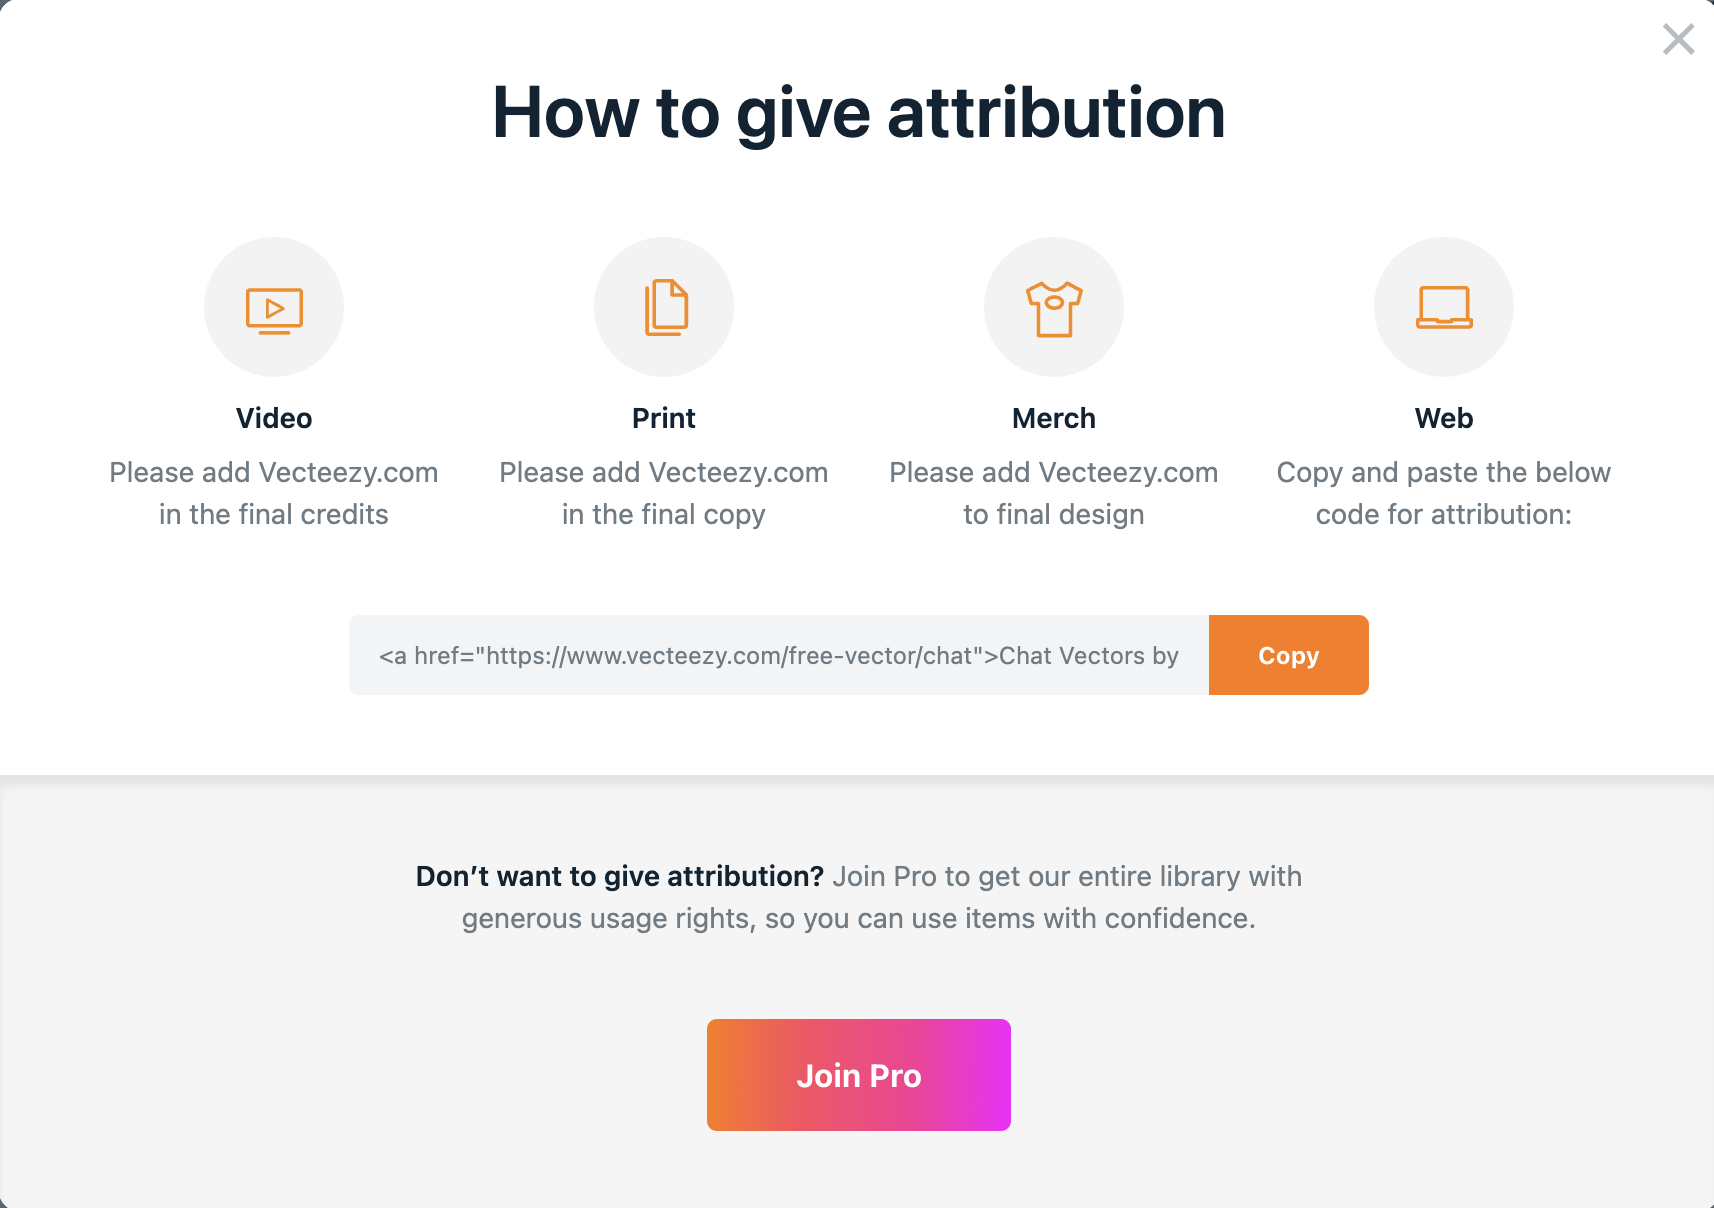 How to give attribution
Video
Please add Vecteezy.com
in the final credits
Print
Please add Vecteezy.com
in the final copy
Merch
Please add Vecteezy.com
to final design
Web
Copy and paste the below
code for attribution:
<a href="https://www.vecteezy.com/free-vector/chat">Chat Vectors by
Copy
Don’t want to give attribution? Join Pro to get our entire library with
generous usage rights, so you can use items with confidence.
Join Pro